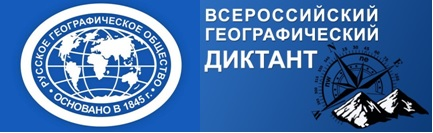 РУССКОЕ ГЕОГРАФИЧЕСКОЕ ОБЩЕСТВО
• ОСНОВАНО В 1845 г. •
ВСЕРОССИЙСКИЙ
ГЕОГРАФИЧЕСКИЙ
ДИКТАНТ